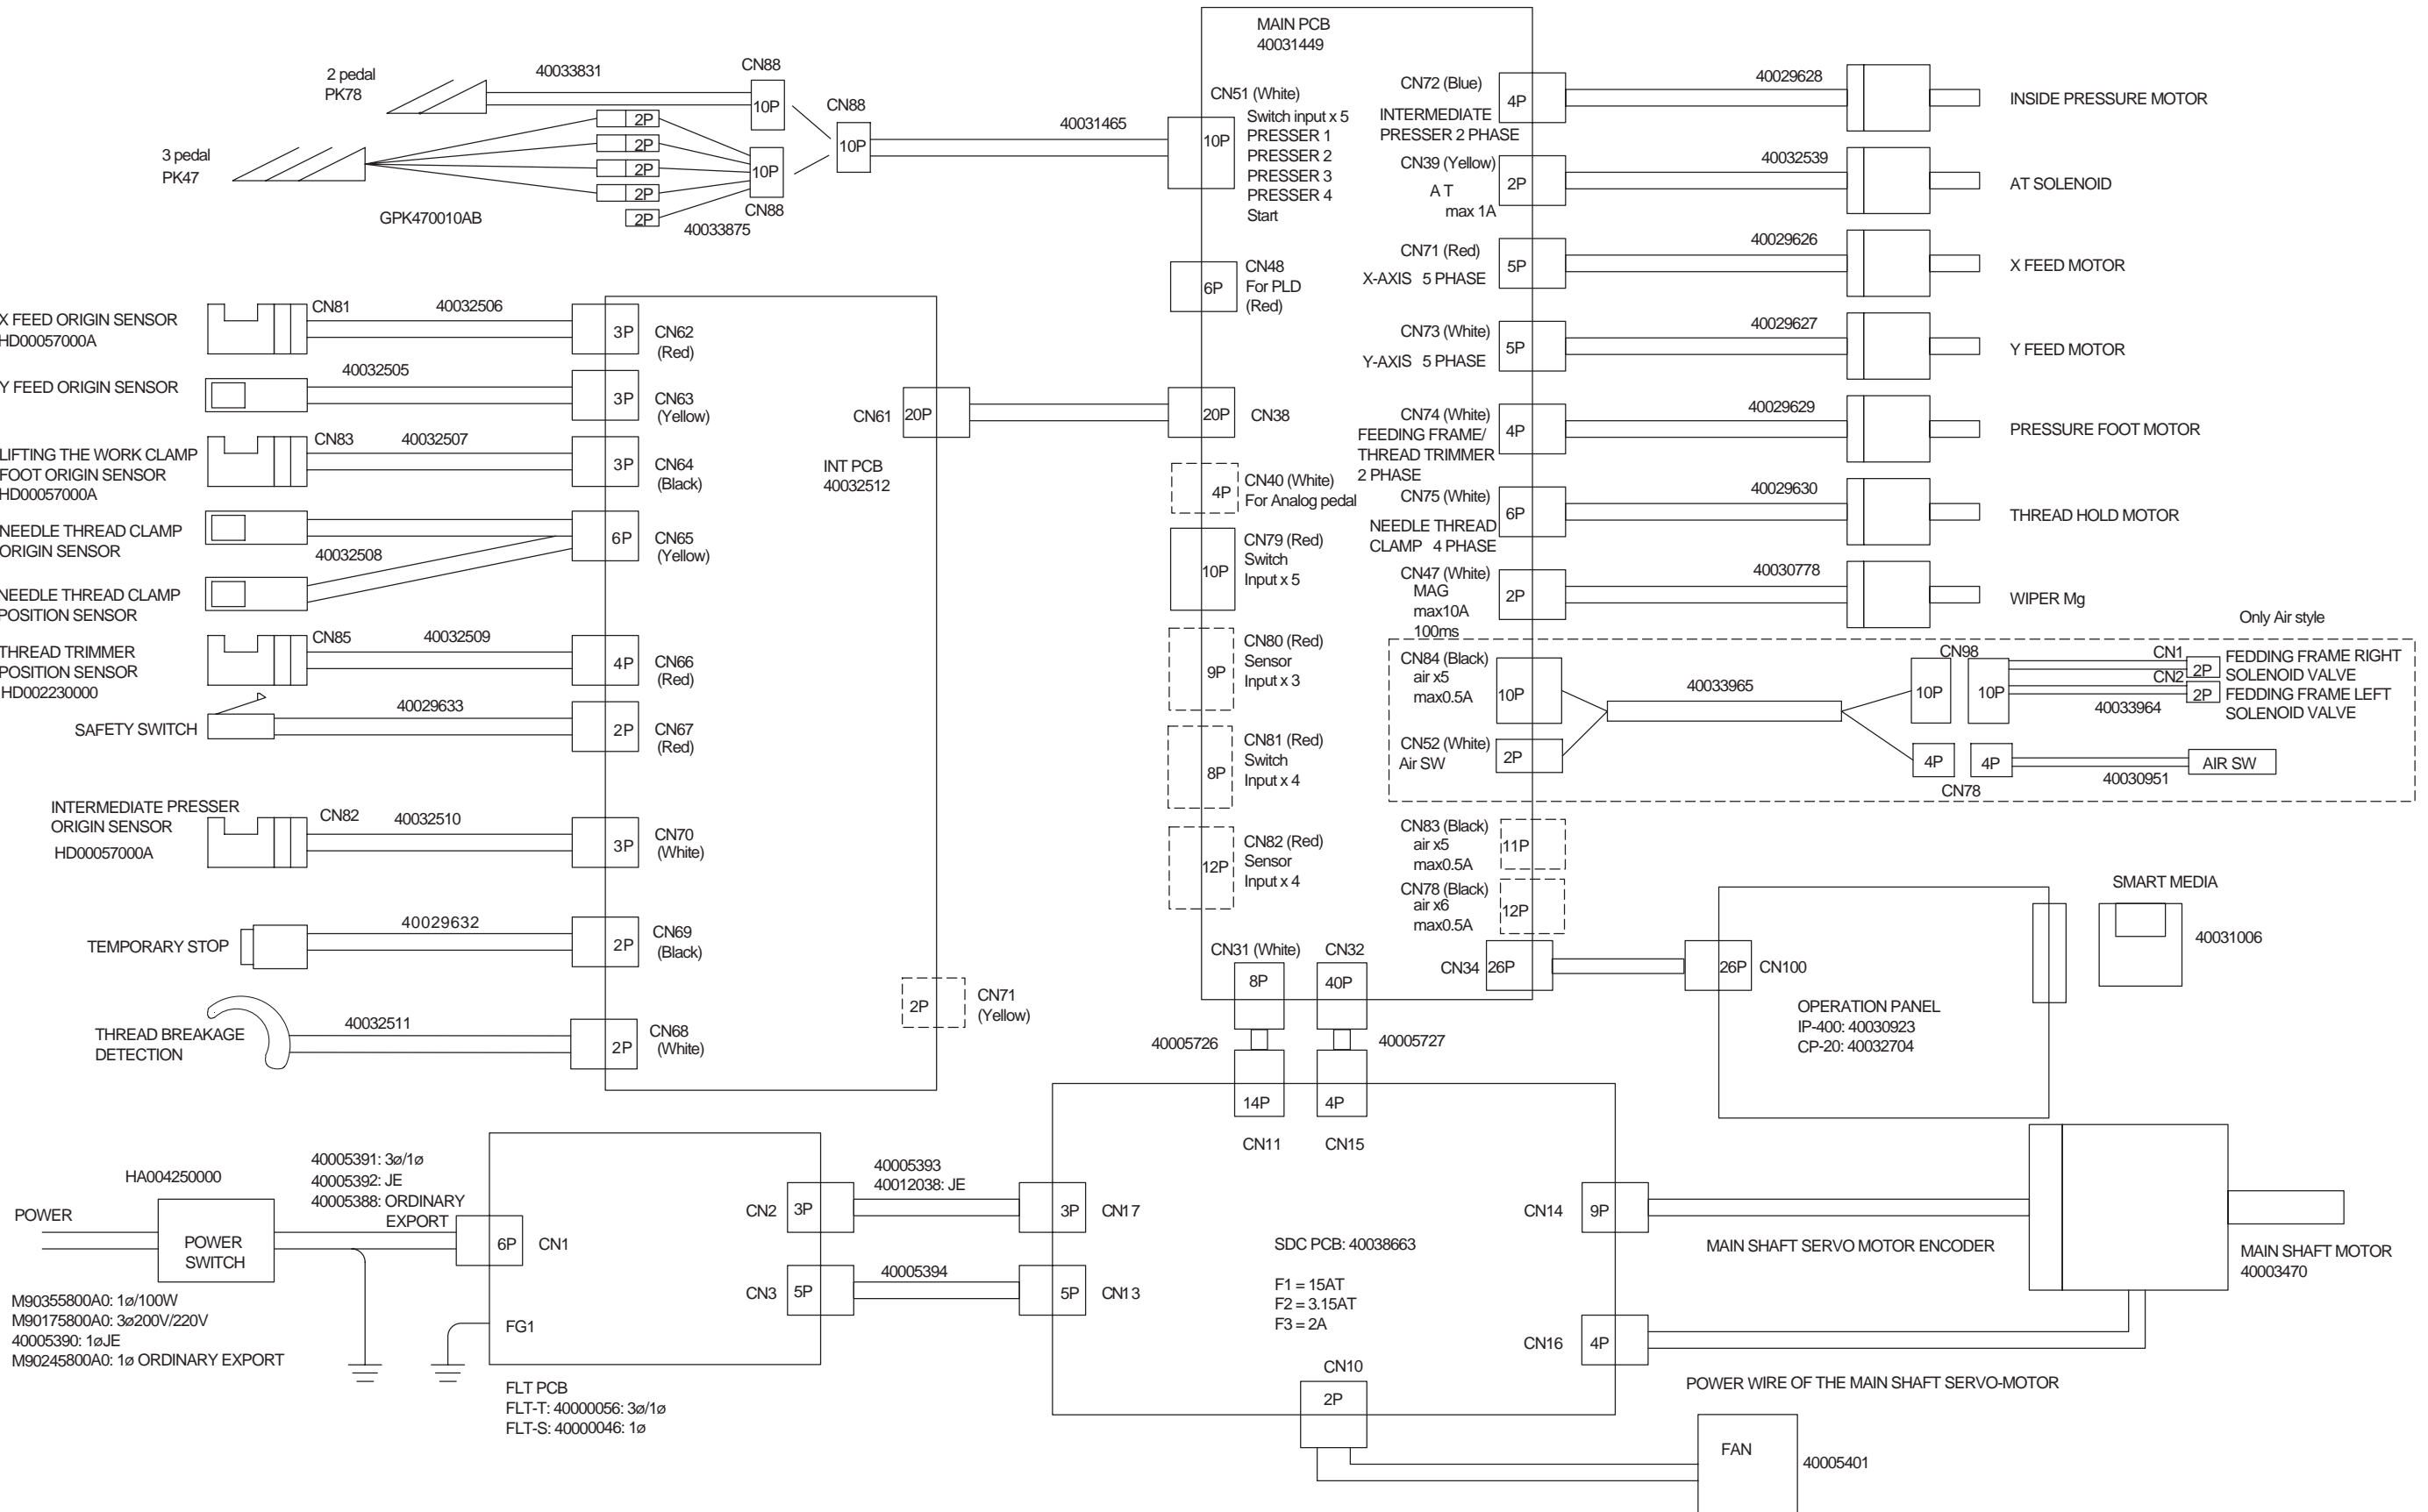 MAIN PCB
40031449
2 pedal
PK78
40033831
CN88
10P
CN88
10P
2P
2P
2P
2P
2P
10P
CN88
3 pedal
PK47
GPK470010AB
40033875
40031465
CN51 (White)
10P
Switch input x 5
PRESSER 1
PRESSER 2
PRESSER 3
PRESSER 4
Start
CN72 (Blue)
INTERMEDIATE
PRESSER 2 PHASE
4P
40029628
INSIDE PRESSURE MOTOR
CN39 (Yellow)
A T
max 1A
2P
40032539
AT SOLENOID
CN71 (Red)
X-AXIS 5 PHASE
5P
40029626
X FEED MOTOR
CN73 (White)
Y-AXIS 5 PHASE
5P
40029627
Y FEED MOTOR
CN74 (White)
FEEDING FRAME/
THREAD TRIMMER
2 PHASE
4P
40029629
PRESSURE FOOT MOTOR
CN75 (White)
NEEDLE THREAD
CLAMP 4 PHASE
6P
40029630
THREAD HOLD MOTOR
CN47 (White)
MAG
max10A
100ms
2P
40030778
WIPER Mg
Only Air style
CN84 (Black)
air x5
max0.5A
10P
CN52 (White)
Air SW
2P
40033965
CN98
10P
10P
CN1
2P
CN2
2P
FEDDING FRAME RIGHT
SOLENOID VALVE
FEDDING FRAME LEFT
SOLENOID VALVE
40033964
4P
4P
AIR SW
40030951
CN78
CN83 (Black)
air x5
max0.5A
11P
CN78 (Black)
air x6
max0.5A
12P
CN34
26P
26P
CN100
OPERATION PANEL
IP-400: 40030923
CP-20: 40032704
SMART MEDIA
40031006
6P
CN48
For PLD
(Red)
20P
CN38
4P
CN40 (White)
For Analog pedal
10P
CN79 (Red)
Switch
Input x 5
9P
CN80 (Red)
Sensor
Input x 3
8P
CN81 (Red)
Switch
Input x 4
12P
CN82 (Red)
Sensor
Input x 4
CN31 (White)
8P
CN32
40P
40005726
40005727
14P
4P
CN11
CN15
X FEED ORIGIN SENSOR
HD00057000A
CN81
40032506
3P
CN62
(Red)
Y FEED ORIGIN SENSOR
40032505
3P
CN63
(Yellow)
LIFTING THE WORK CLAMP
FOOT ORIGIN SENSOR
HD00057000A
CN83
40032507
3P
CN64
(Black)
NEEDLE THREAD CLAMP
ORIGIN SENSOR
40032508
6P
CN65
(Yellow)
NEEDLE THREAD CLAMP
POSITION SENSOR
THREAD TRIMMER
POSITION SENSOR
HD002230000
CN85
40032509
4P
CN66
(Red)
SAFETY SWITCH
40029633
2P
CN67
(Red)
INTERMEDIATE PRESSER
ORIGIN SENSOR
HD00057000A
CN82
40032510
3P
CN70
(White)
TEMPORARY STOP
40029632
2P
CN69
(Black)
THREAD BREAKAGE
DETECTION
40032511
2P
CN68
(White)
CN61
20P
INT PCB
40032512
2P
CN71
(Yellow)
POWER
HA004250000
POWER
SWITCH
40005391: 3ø/1ø
40005392: JE
40005388: ORDINARY
EXPORT
6P
CN1
M90355800A0: 1ø/100W
M90175800A0: 3ø200V/220V
40005390: 1øJE
M90245800A0: 1ø ORDINARY EXPORT
FG1
FLT PCB
FLT-T: 40000056: 3ø/1ø
FLT-S: 40000046: 1ø
CN2
3P
40005393
40012038: JE
3P
CN17
CN3
5P
40005394
5P
CN13
SDC PCB: 40038663
F1 = 15AT
F2 = 3.15AT
F3 = 2A
CN14
9P
MAIN SHAFT SERVO MOTOR ENCODER
MAIN SHAFT MOTOR
40003470
CN16
4P
POWER WIRE OF THE MAIN SHAFT SERVO-MOTOR
CN10
2P
FAN
40005401